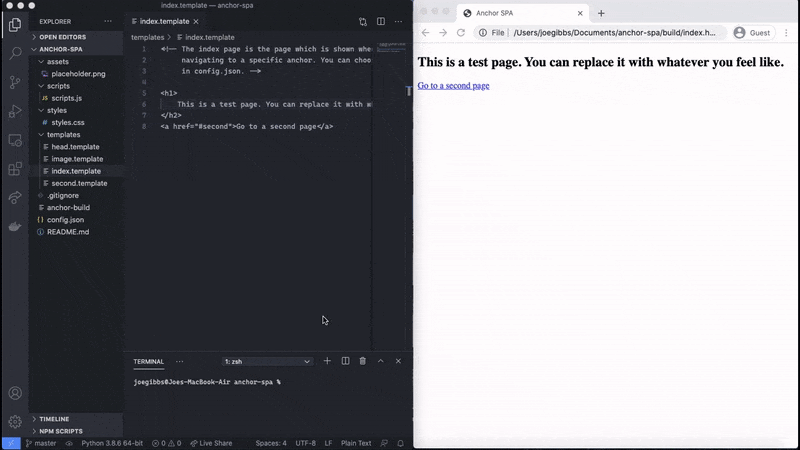 index.template — anchor-spa
EXPLORER
OPEN EDITORS
ANCHOR-SPA
assets
placeholder.png
scripts
JS scripts.js
styles
styles.css
templates
head.template
image.template
index.template
second.template
.gitignore
anchor-build
config.json
README.md
TIMELINE
NPM SCRIPTS
index.template
templates > index.template
1 <!-- The index page is the page which is shown whe
2 navigating to a specific anchor. You can choo
3 in config.json. -->
4
5 <h1>
6 This is a test page. You can replace it with w
7 </h2>
8 <a href="#second">Go to a second page</a>
TERMINAL
1: zsh
joegibbs@Joes-MacBook-Air anchor-spa %
master
Python 3.8.6 64-bit
0 0
Live Share
Spaces: 4
UTF-8
LF
Plain Text
Anchor SPA
File | /Users/joegibbs/Documents/anchor-spa/build/index.h...
Guest
This is a test page. You can replace it with whatever you feel like.
Go to a second page